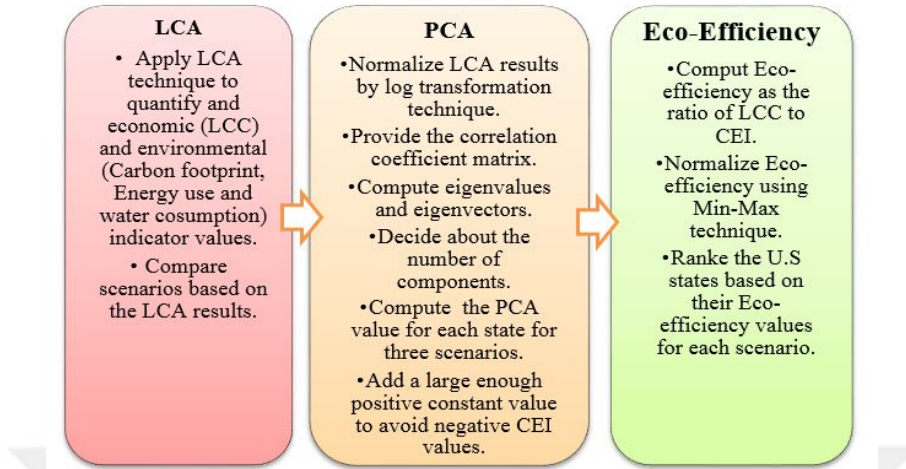 LCA
• Apply LCA
technique to
quantify and
economic (LCC)
and environmental
(Carbon footprint,
Energy use and
water cosumption)
indicator values.
• Compare
scenarios based on
the LCA results.
PCA
•Normalize LCA results
by log transformation
technique.
•Provide the correlation
coefficient matrix.
•Compute eigenvalues
and eigenvectors.
•Decide about the
number of
components.
•Compute the PCA
value for each state for
three scenarios.
•Add a large enough
positive constant value
to avoid negative CEI
values.
Eco-Efficiency
•Comput Eco-
efficiency as the
ratio of LCC to
CEI.
•Normalize Eco-
efficiency using
Min-Max
technique.
•Ranke the U.S
states based on
their Eco-
efficiency values
for each scenario.